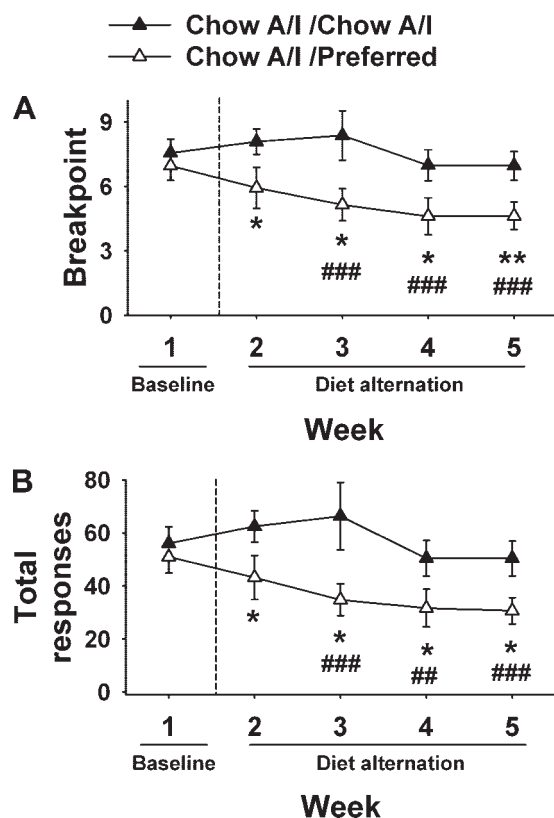 Chow A/I /Chow A/I
Chow A/I /Preferred
A
Breakpoint
9
6
3
0
* * * **
### ### ###
1 2 3 4 5
Baseline Diet alternation
Week
B
Total
responses
80
60
40
20
0
* * * *
### ## ###
1 2 3 4 5
Baseline Diet alternation
Week